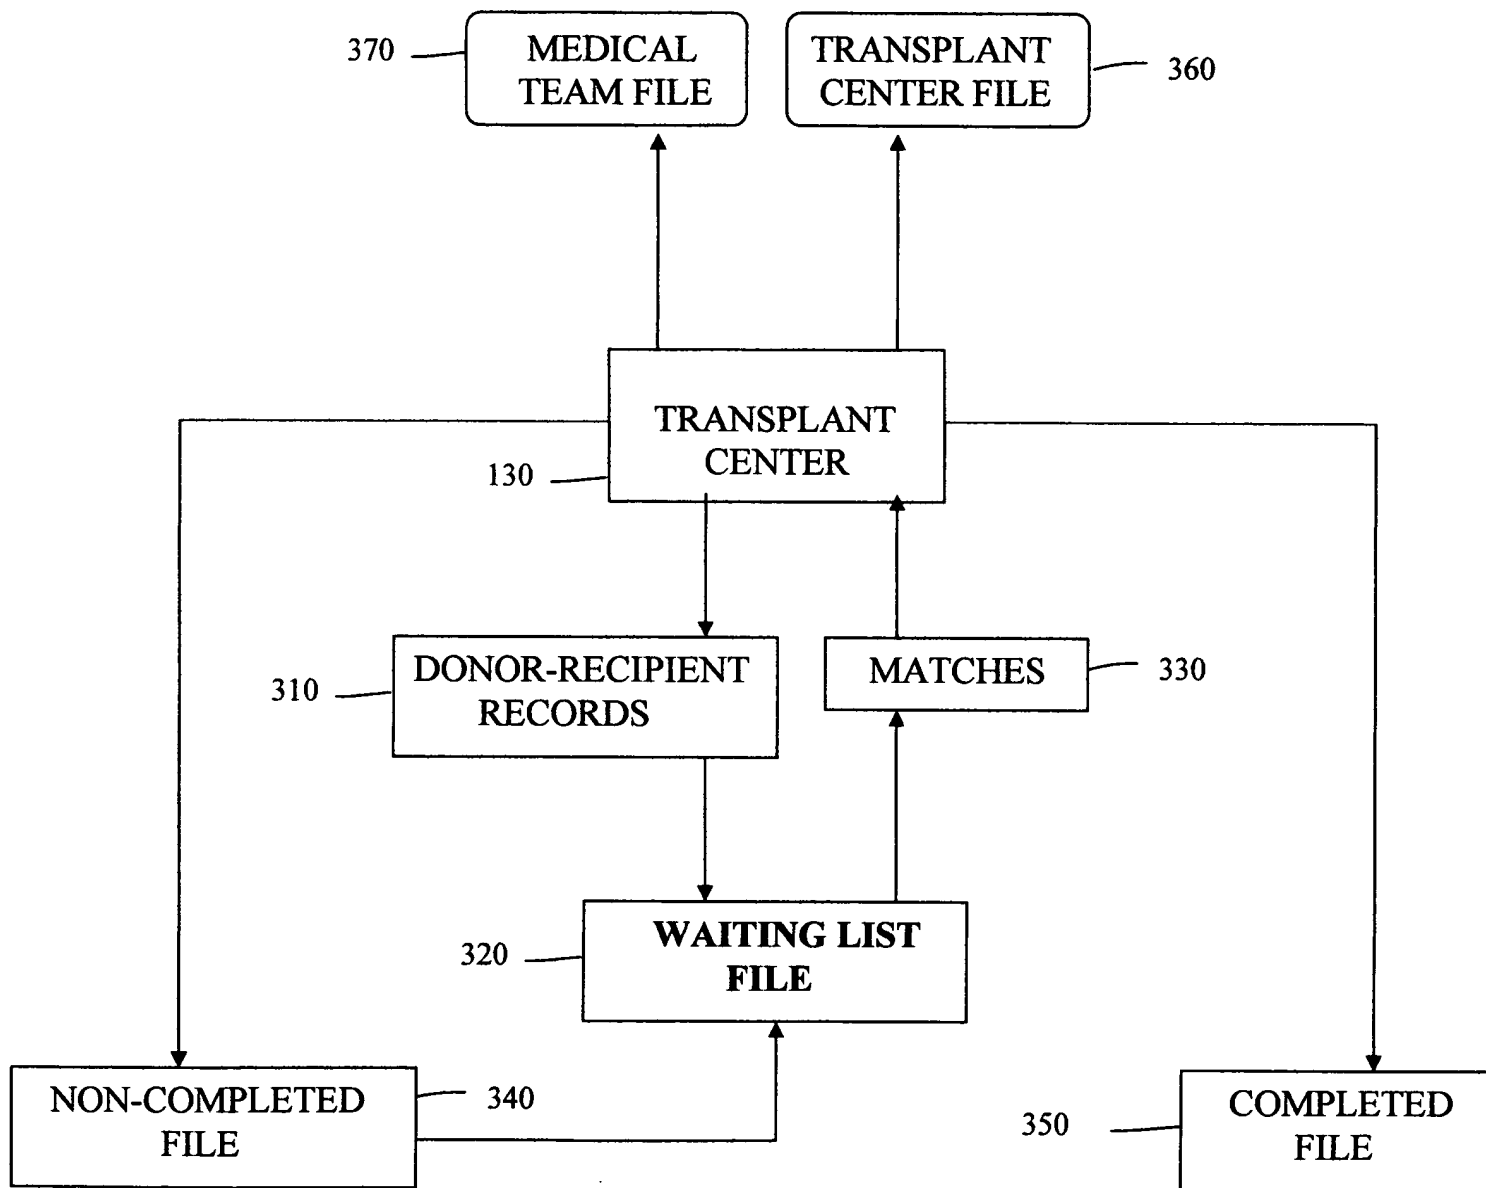 370
MEDICAL
TEAM FILE
TRANSPLANT
CENTER FILE
360
TRANSPLANT
CENTER
130
310
DONOR-RECIPIENT
RECORDS
MATCHES
330
320
WAITING LIST
FILE
NON-COMPLETED
FILE
340
350
COMPLETED
FILE